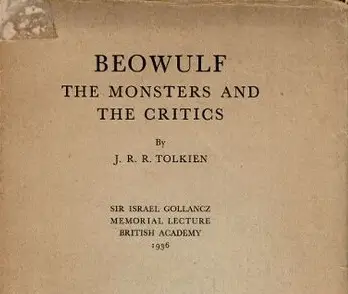 BEOWULF
THE MONSTERS AND
THE CRITICS
By
J. R. R. TOLKIEN
SIR ISRAEL GOLLANCZ
MEMORIAL LECTURE
BRITISH ACADEMY
1936